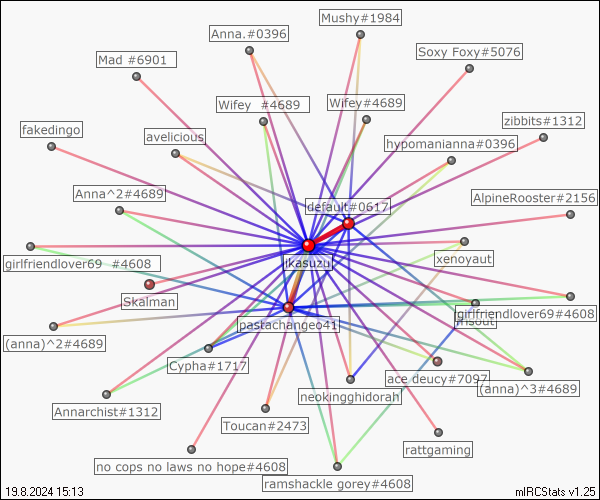 Mushy#1984
Anna.#0396
Soxy Foxy#5076
Mad #6901
Wifey  #4689
Wifey#4689
zibbits#1312
fakedingo
avelicious
hypomanianna#0396
Anna^2#4689
AlpineRooster#2156
default#0617
xenoyaut
girlfriendlover69  #4608
ikasuzu
Skaiman
girlfriendlover69#4608
pastachangeo41
(anna)^2#4689
Cypha#1717
ace deucy#7097
(anna)^3#4689
neokingghidorah
Annarchist#1312
Toucan#2473
rattgaming
no cops no laws no hope#4608
ramshackle gorey#4608
19.8.2024 15:13
mIRCStats v1.25